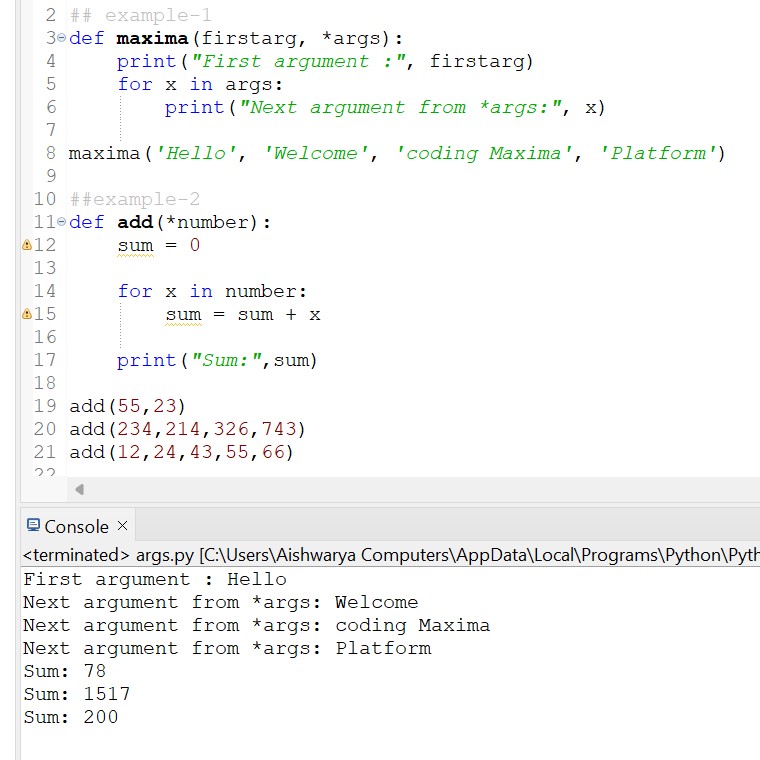 2 ## example-1
3 def maxima(firstarg, *args):
4     print("First argument :", firstarg)
5     for x in args:
6         print("Next argument from *args:", x)
7
8 maxima('Hello', 'Welcome', 'coding Maxima', 'Platform')
9
10 ##example-2
11 def add(*number):
12     sum = 0
13
14     for x in number:
15         sum = sum + x
16
17     print("Sum:",sum)
18
19 add(55,23)
20 add(234,214,326,743)
21 add(12,24,43,55,66)
22
Console
<terminated> args.py [C:\Users\Aishwarya Computers\AppData\Local\Programs\Python\Pyth
First argument : Hello
Next argument from *args: Welcome
Next argument from *args: coding Maxima
Next argument from *args: Platform
Sum: 78
Sum: 1517
Sum: 200